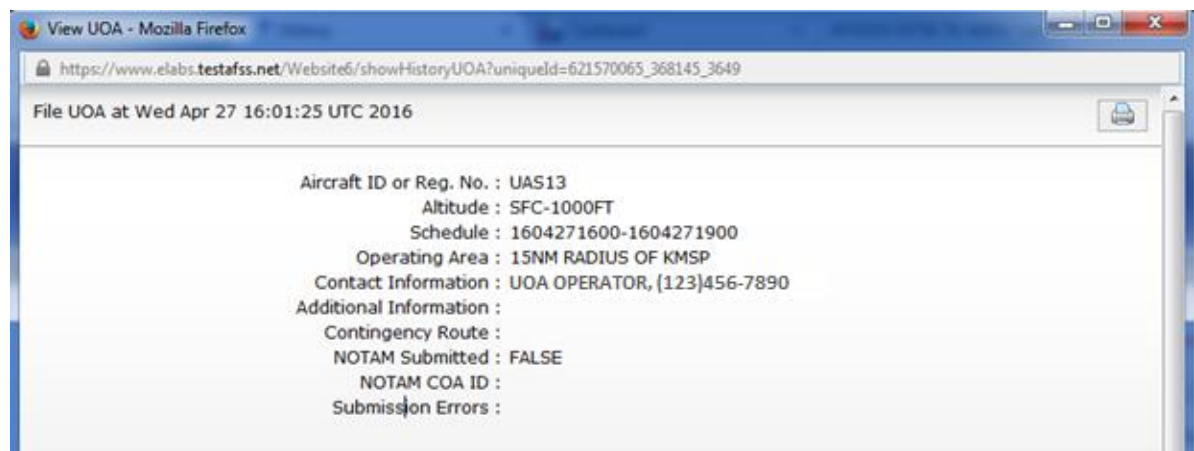 View UOA - Mozilla Firefox
https://www.elabs.testafss.net/Website6/showHistoryUOA?uniqueId=621570065_368145_3649
File UOA at Wed Apr 27 16:01:25 UTC 2016
Aircraft ID or Reg. No. : UAS13
Altitude : SFC-1000FT
Schedule : 1604271600-1604271900
Operating Area : 15NM RADIUS OF KMSP
Contact Information : UOA OPERATOR, (123)456-7890
Additional Information :
Contingency Route :
NOTAM Submitted : FALSE
NOTAM COA ID :
Submission Errors :